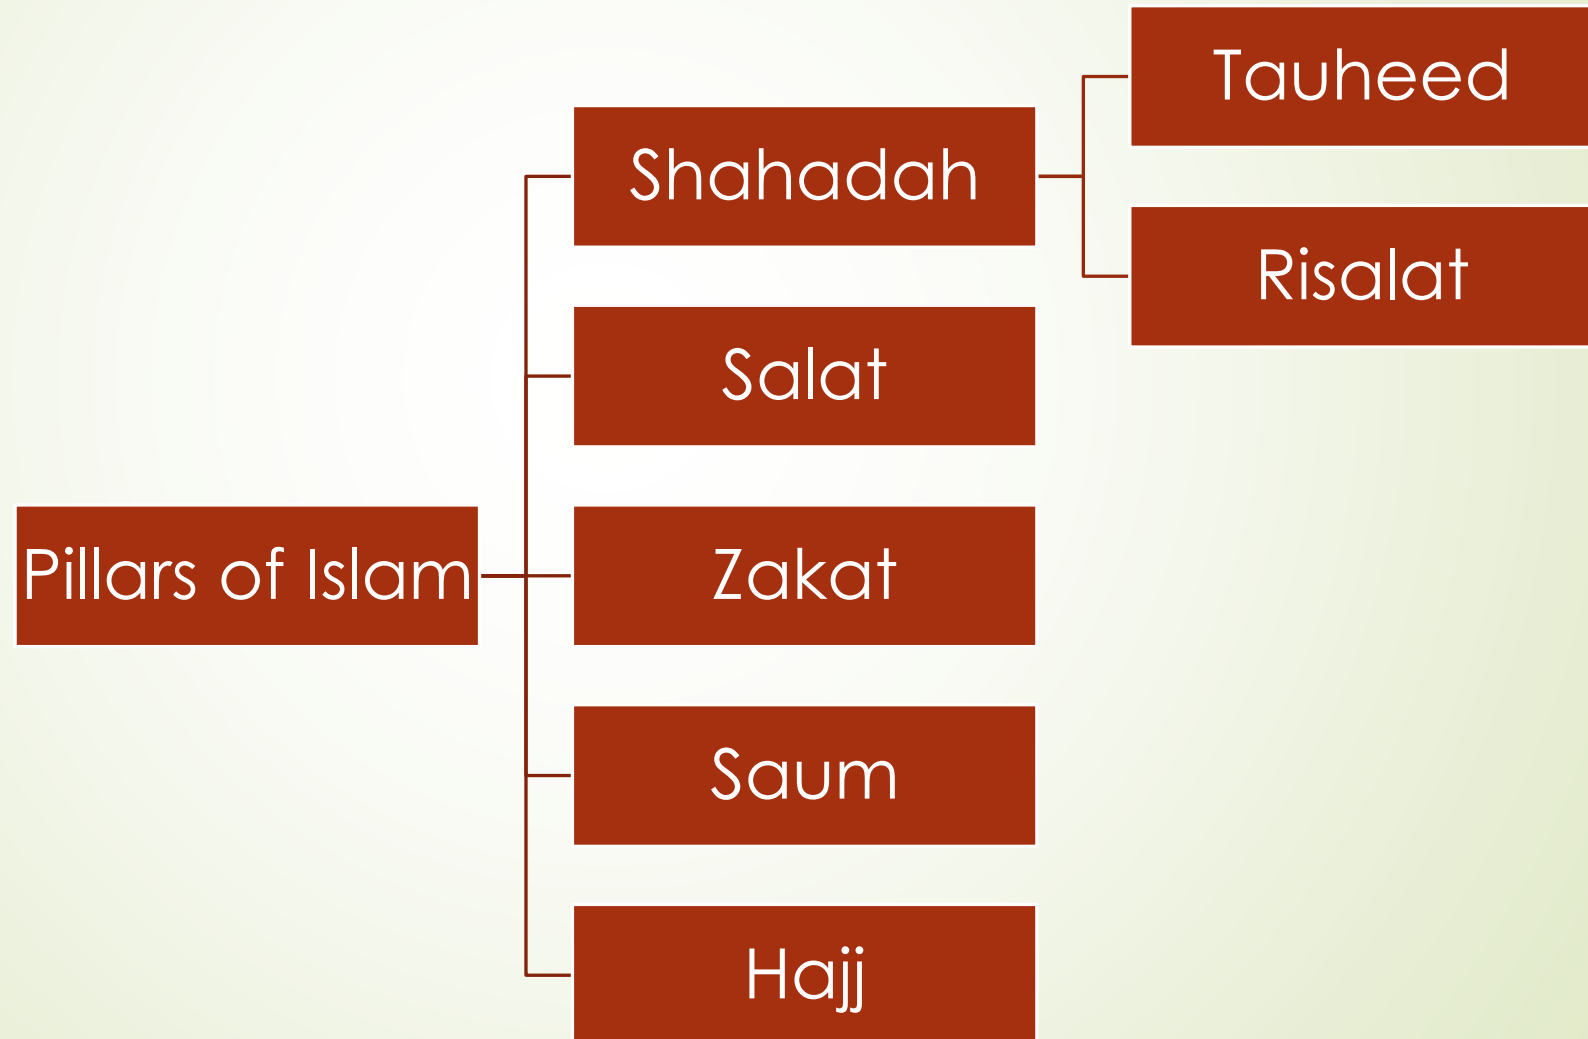 Pillars of Islam
Shahadah
Tauheed
Risalat
Salat
Zakat
Saum
Hajj